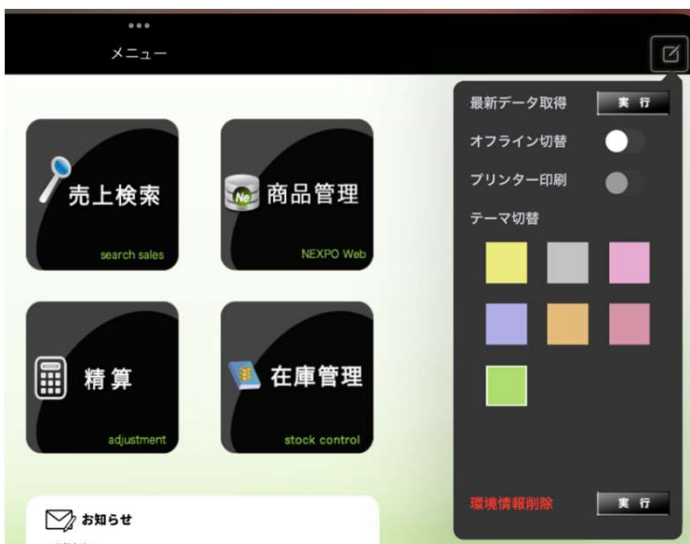 メニュー
最新データ取得 実行
オフライン切替
プリンター印刷
テーマ切替
売上検索
search sales
Ne
商品管理
NEXPO Web
精算
adjustment
在庫管理
stock control
環境情報削除 実行
お知らせ